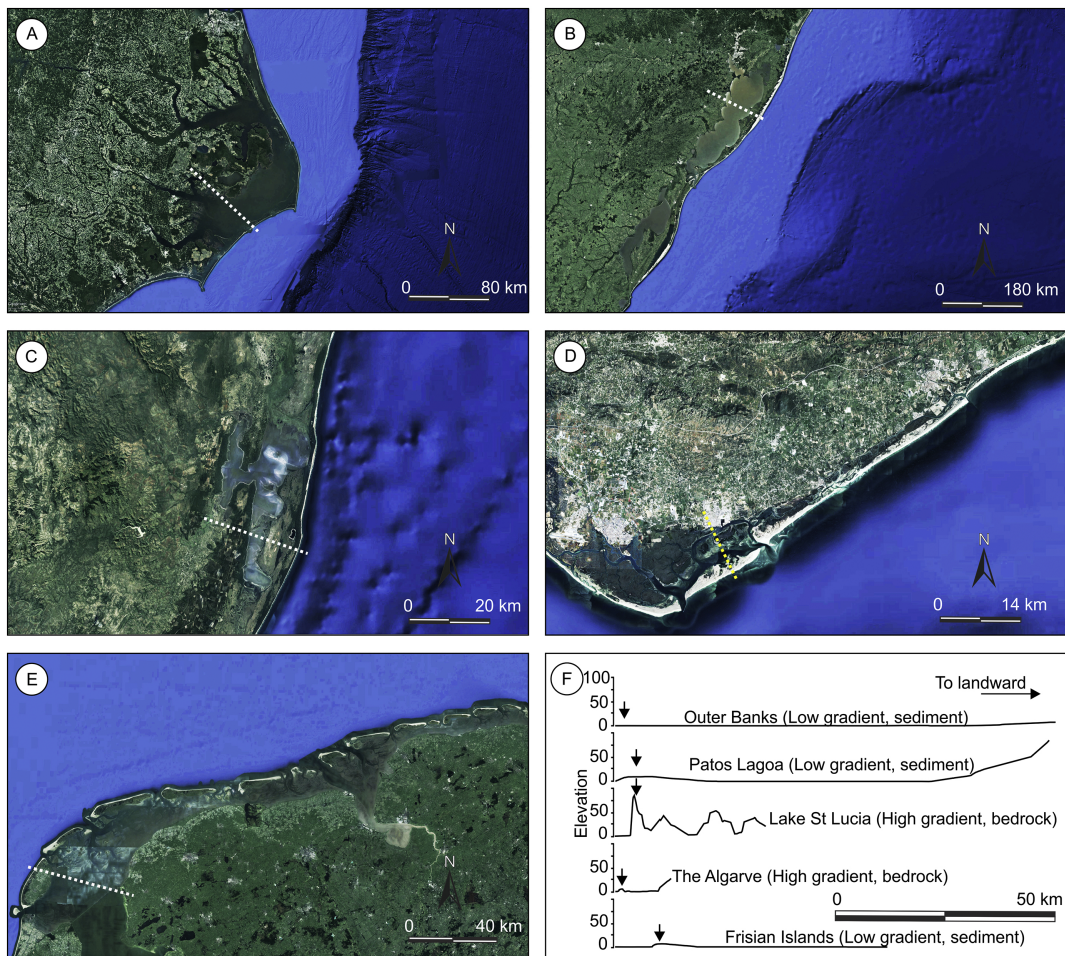 A
N
0 80 km
B
N
0 180 km
C
N
0 20 km
D
N
0 14 km
E
N
0 40 km
F
100
50
0
To landward
Outer Banks (Low gradient, sediment)
50
0
Patos Lagoa (Low gradient, sediment)
50
0
Lake St Lucia (High gradient, bedrock)
Elevation
50
0
The Algarve (High gradient, bedrock)
0 50 km
50
0
Frisian Islands (Low gradient, sediment)